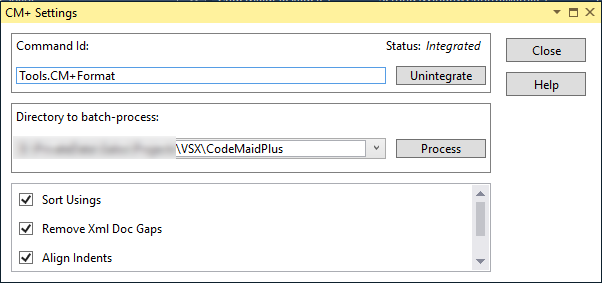 CM+ Settings
Command Id: Status: Integrated
Tools.CM+Format Unintegrate
Close
Help
Directory to batch-process:
\VSX\CodeMaidPlus Process
Sort Usings
Remove Xml Doc Gaps
Align Indents